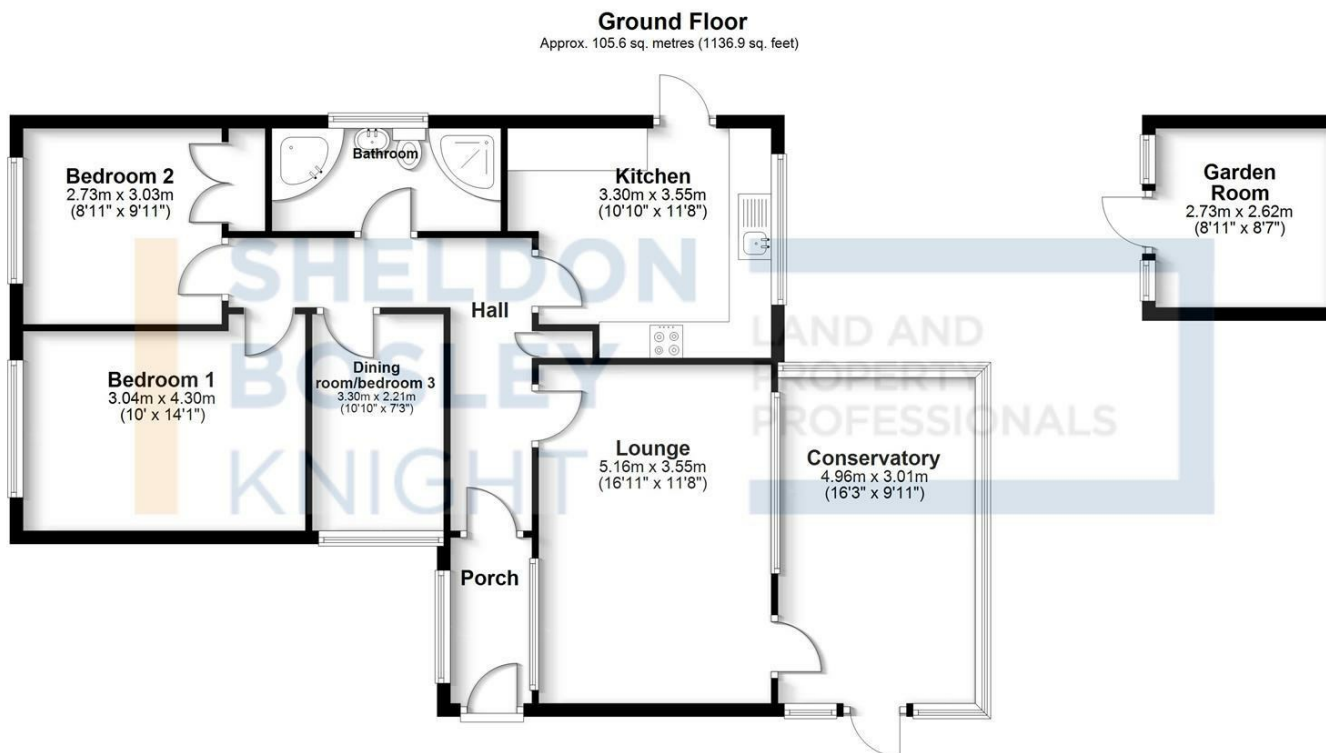 Ground Floor
Approx. 105.6 sq. metres (1136.9 sq. feet)
Bedroom 2
2.73m x 3.03m
(8'11" x 9'11")
Bathroom
Kitchen
3.30m x 3.55m
(10'10" x 11'8")
Garden
Room
2.73m x 2.62m
(8'11" x 8'7")
Hall
Bedroom 1
3.04m x 4.30m
(10' x 14'1")
Dining
room/bedroom 3
3.30m x 2.21m
(10'10" x 7'3")
Lounge
5.16m x 3.55m
(16'11" x 11'8")
Conservatory
4.96m x 3.01m
(16'3" x 9'11")
Porch
SHELDON
BOSLEY
KNIGHT
LAND AND
PROPERTY
PROFESSIONALS